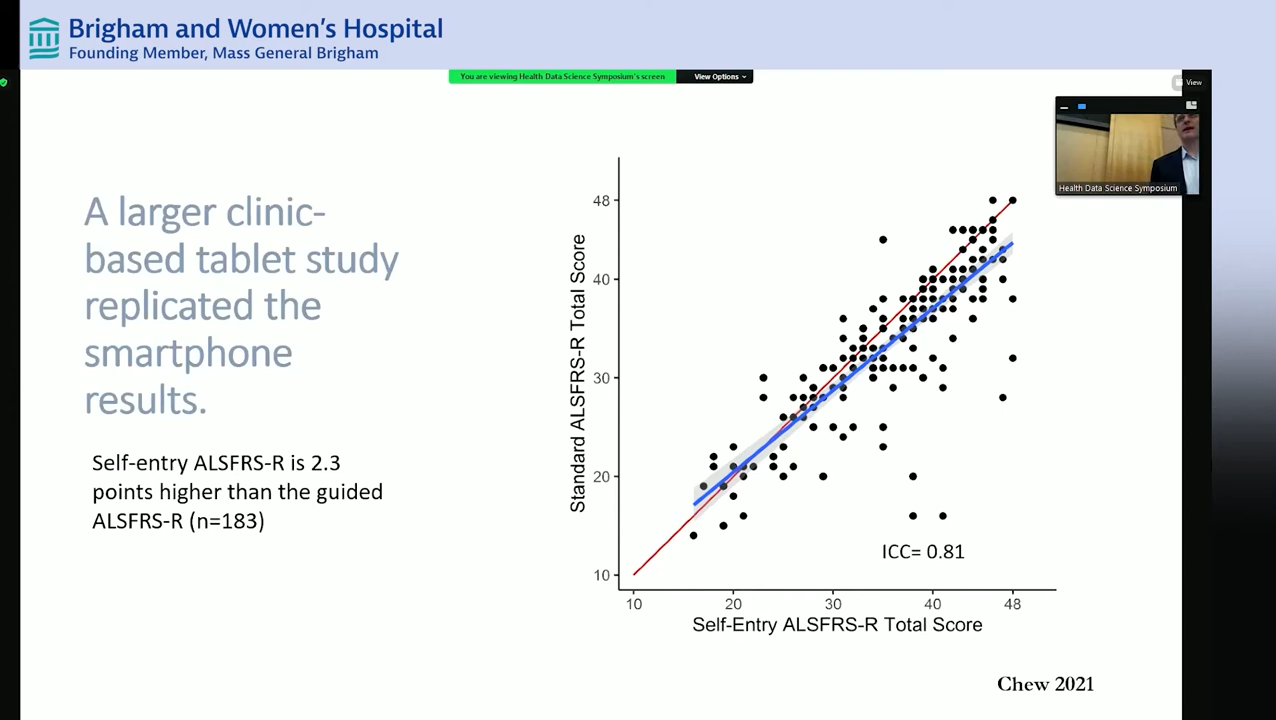 Brigham and Women's Hospital
Founding Member, Mass General Brigham
You are viewing Health Data Science Symposium's screen
View Options
View
Health Data Science Symposium
A larger clinic-
based tablet study
replicated the
smartphone
results.
Self-entry ALSFRS-R is 2.3
points higher than the guided
ALSFRS-R (n=183)
Standard ALSFRS-R Total Score
48
40
30
20
10
ICC= 0.81
10 20 30 40 48
Self-Entry ALSFRS-R Total Score
Chew 2021